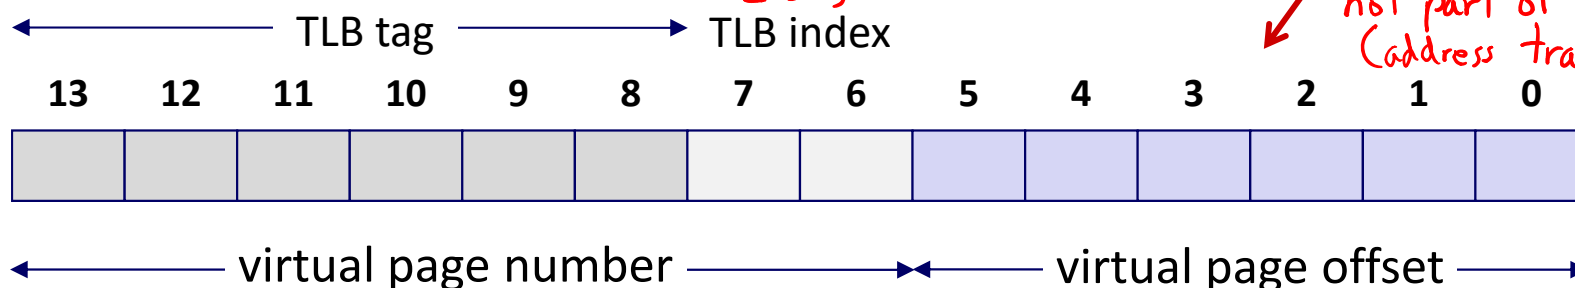 not part of
TLB tag TLB index (address
13 12 11 10 9 8 7 6 5 4 3 2 1 0
virtual page number virtual page offset